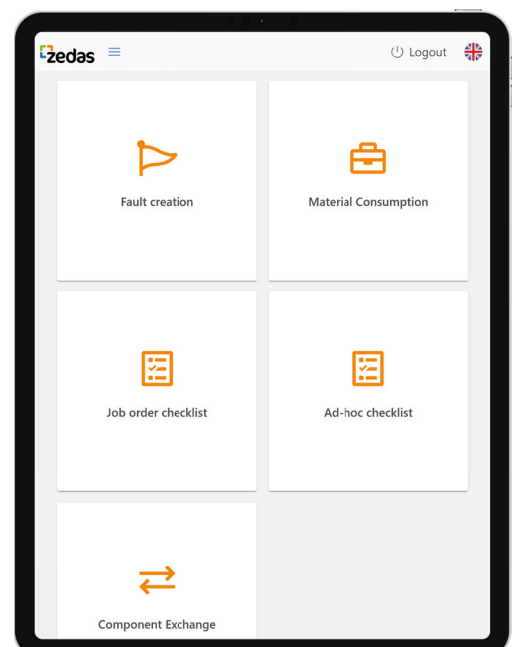 zedas
Logout
Fault creation
Material Consumption
Job order checklist
Ad-hoc checklist
Component Exchange